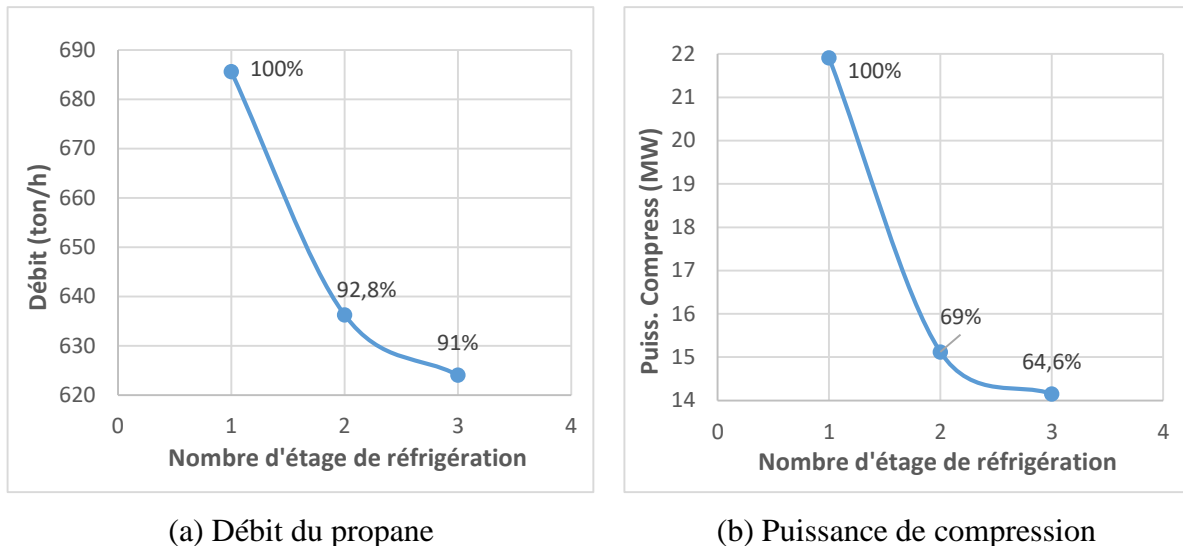 690
680
670
660
650
640
630
620
Débit (ton/h)
100%
92,8%
91%
0 1 2 3 4
Nombre d'étage de réfrigération
(a) Débit du propane
22
21
20
19
18
17
16
15
14
Puiss. Compress (MW)
100%
69%
64,6%
0 1 2 3 4
Nombre d'étage de réfrigération
(b) Puissance de compression